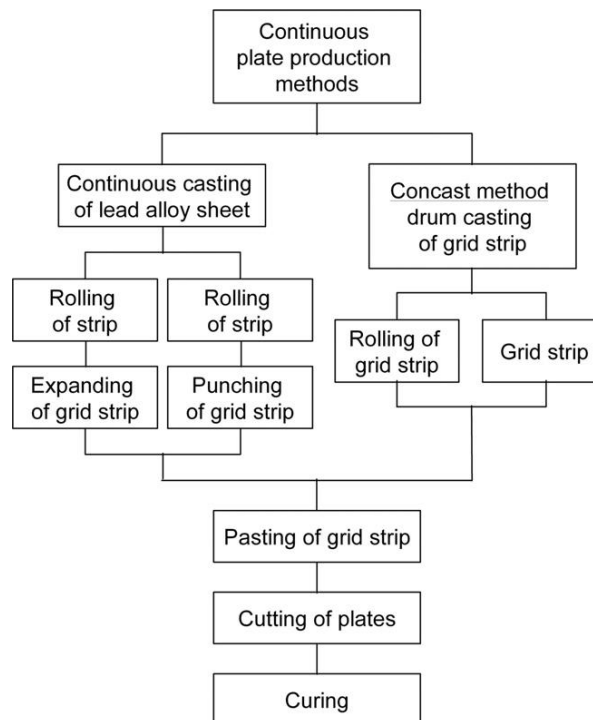 Continuous
plate production
methods
Continuous casting
of lead alloy sheet
Concast method
drum casting
of grid strip
Rolling
of strip
Rolling
of strip
Rolling of
grid strip
Grid strip
Expanding
of grid strip
Punching
of grid strip
Pasting of grid strip
Cutting of plates
Curing